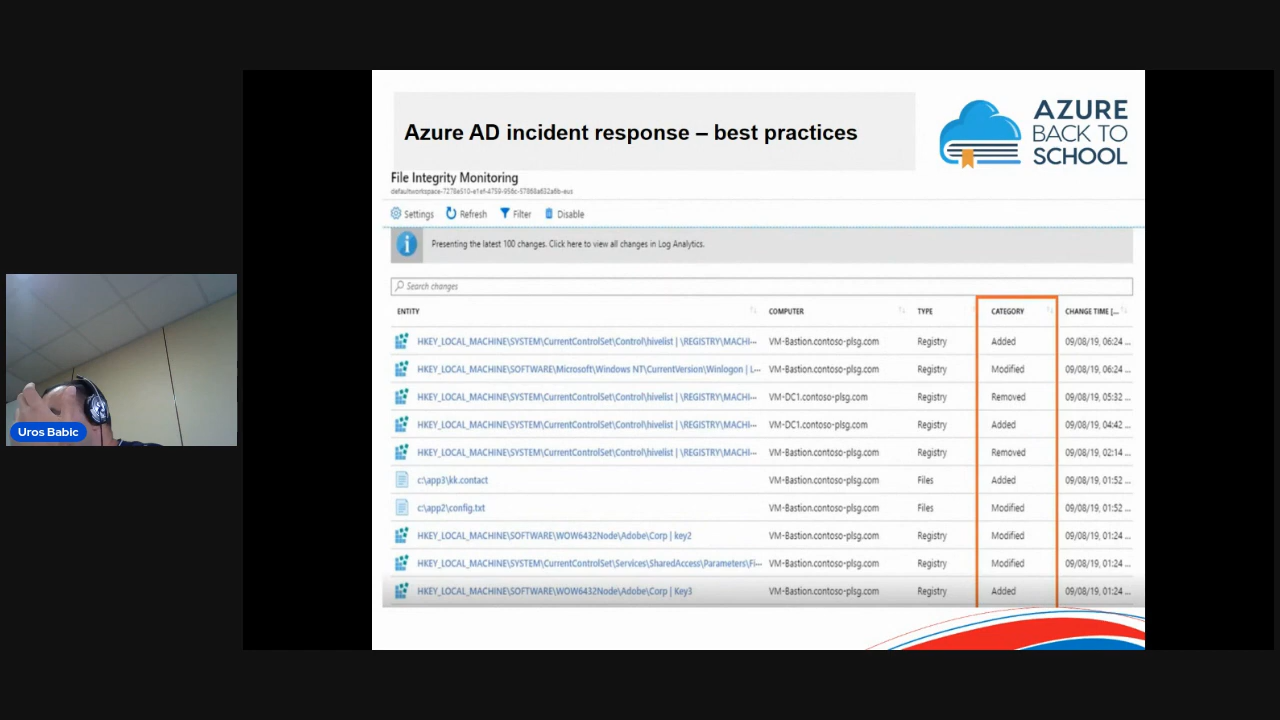 Azure AD incident response – best practices
AZURE
BACK TO
SCHOOL
File Integrity Monitoring
Settings Refresh Filter Disable
Presenting the latest 100 changes. Click here to view all changes in Log Analytics.
Search changes
ENTITY COMPUTER TYPE CATEGORY CHANGE TIME [...
HKEY_LOCAL_MACHINE\SYSTEM\CurrentControlSet\Control\hivelist | \REGISTRY\MACHI... VM-Bastion.contoso-plsg.com Registry Added 09/08/19, 06:24 ...
HKEY_LOCAL_MACHINE\SOFTWARE\Microsoft\Windows NT\CurrentVersion\Winlogon | L... VM-Bastion.contoso-plsg.com Registry Modified 09/08/19, 06:24 ...
HKEY_LOCAL_MACHINE\SYSTEM\CurrentControlSet\Control\hivelist | \REGISTRY\MACHI... VM-DC1.contoso-plsg.com Registry Removed 09/08/19, 05:32 ...
HKEY_LOCAL_MACHINE\SYSTEM\CurrentControlSet\Control\hivelist | \REGISTRY\MACHI... VM-DC1.contoso-plsg.com Registry Added 09/08/19, 04:42 ...
HKEY_LOCAL_MACHINE\SYSTEM\CurrentControlSet\Control\hivelist | \REGISTRY\MACHI... VM-Bastion.contoso-plsg.com Registry Removed 09/08/19, 02:14 ...
c:\app3\kk.contact VM-Bastion.contoso-plsg.com Files Added 09/08/19, 01:52 ...
c:\app2\config.txt VM-Bastion.contoso-plsg.com Files Modified 09/08/19, 01:52 ...
HKEY_LOCAL_MACHINE\SOFTWARE\WOW6432Node\Adobe\Corp | key2 VM-Bastion.contoso-plsg.com Registry Modified 09/08/19, 01:24 ...
HKEY_LOCAL_MACHINE\SYSTEM\CurrentControlSet\Services\SharedAccess\Parameters\Fi... VM-Bastion.contoso-plsg.com Registry Modified 09/08/19, 01:24 ...
HKEY_LOCAL_MACHINE\SOFTWARE\WOW6432Node\Adobe\Corp | Key3 VM-Bastion.contoso-plsg.com Registry Added 09/08/19, 01:24 ...
Uros Babic